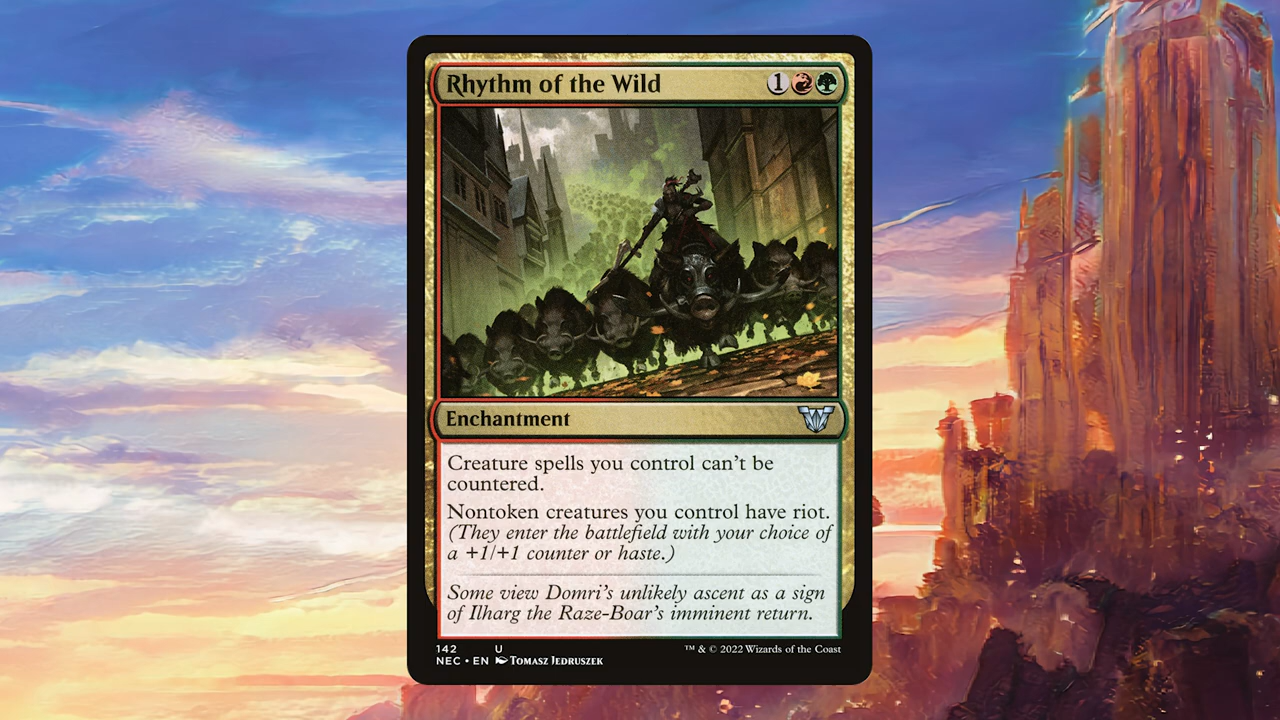 Rhythm of the Wild 1
Enchantment
Creature spells you control can't be
countered.
Nontoken creatures you control have riot.
(They enter the battlefield with your choice of
a +1/+1 counter or haste.)
Some view Domri's unlikely ascent as a sign
of Ilharg the Raze-Boar's imminent return.
142 U
NEC • EN Tomasz Jedruszek
™ & © 2022 Wizards of the Coast